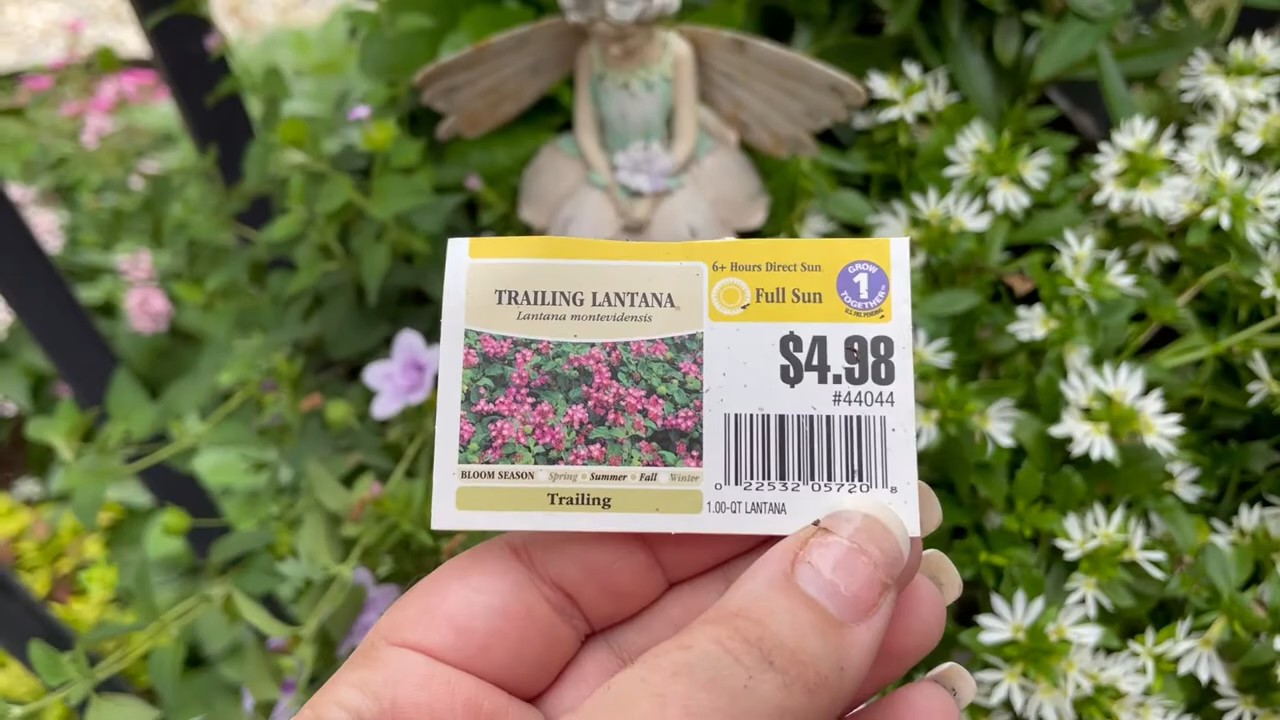 TRAILING LANTANA
Lantana montevidensis
BLOOM SEASON Spring Summer Fall Winter
Trailing
6+ Hours Direct Sun
Full Sun
GROW
1
TOGETHER
$4.98
#44044
0 22532 05720 8
1.00-QT LANTANA